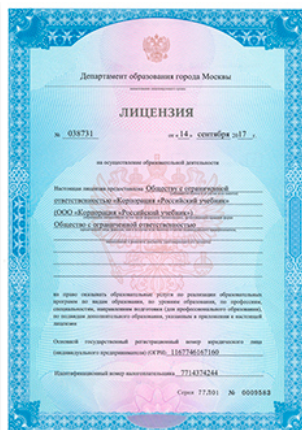 Департамент образования города Москвы
ЛИЦЕНЗИЯ
№ 038731 от « 14 » сентября 2017 г.
на осуществление образовательной деятельности
Настоящая лицензия предоставлена Обществу с ограниченной
ответственностью «Корпорация «Российский учебник»
(ООО «Корпорация «Российский учебник»)
Общество с ограниченной ответственностью
на право оказывать образовательные услуги по реализации образовательных
программ по видам образования, по уровням образования, по профессиям,
специальностям, направлениям подготовки (для профессионального образования),
по подвидам дополнительного образования, указанным в приложении к настоящей
лицензии
Основной государственный регистрационный номер юридического лица
(индивидуального предпринимателя) (ОГРН) 1167746167160
Идентификационный номер налогоплательщика 7714374244
Серия 77Л01 № 0009583